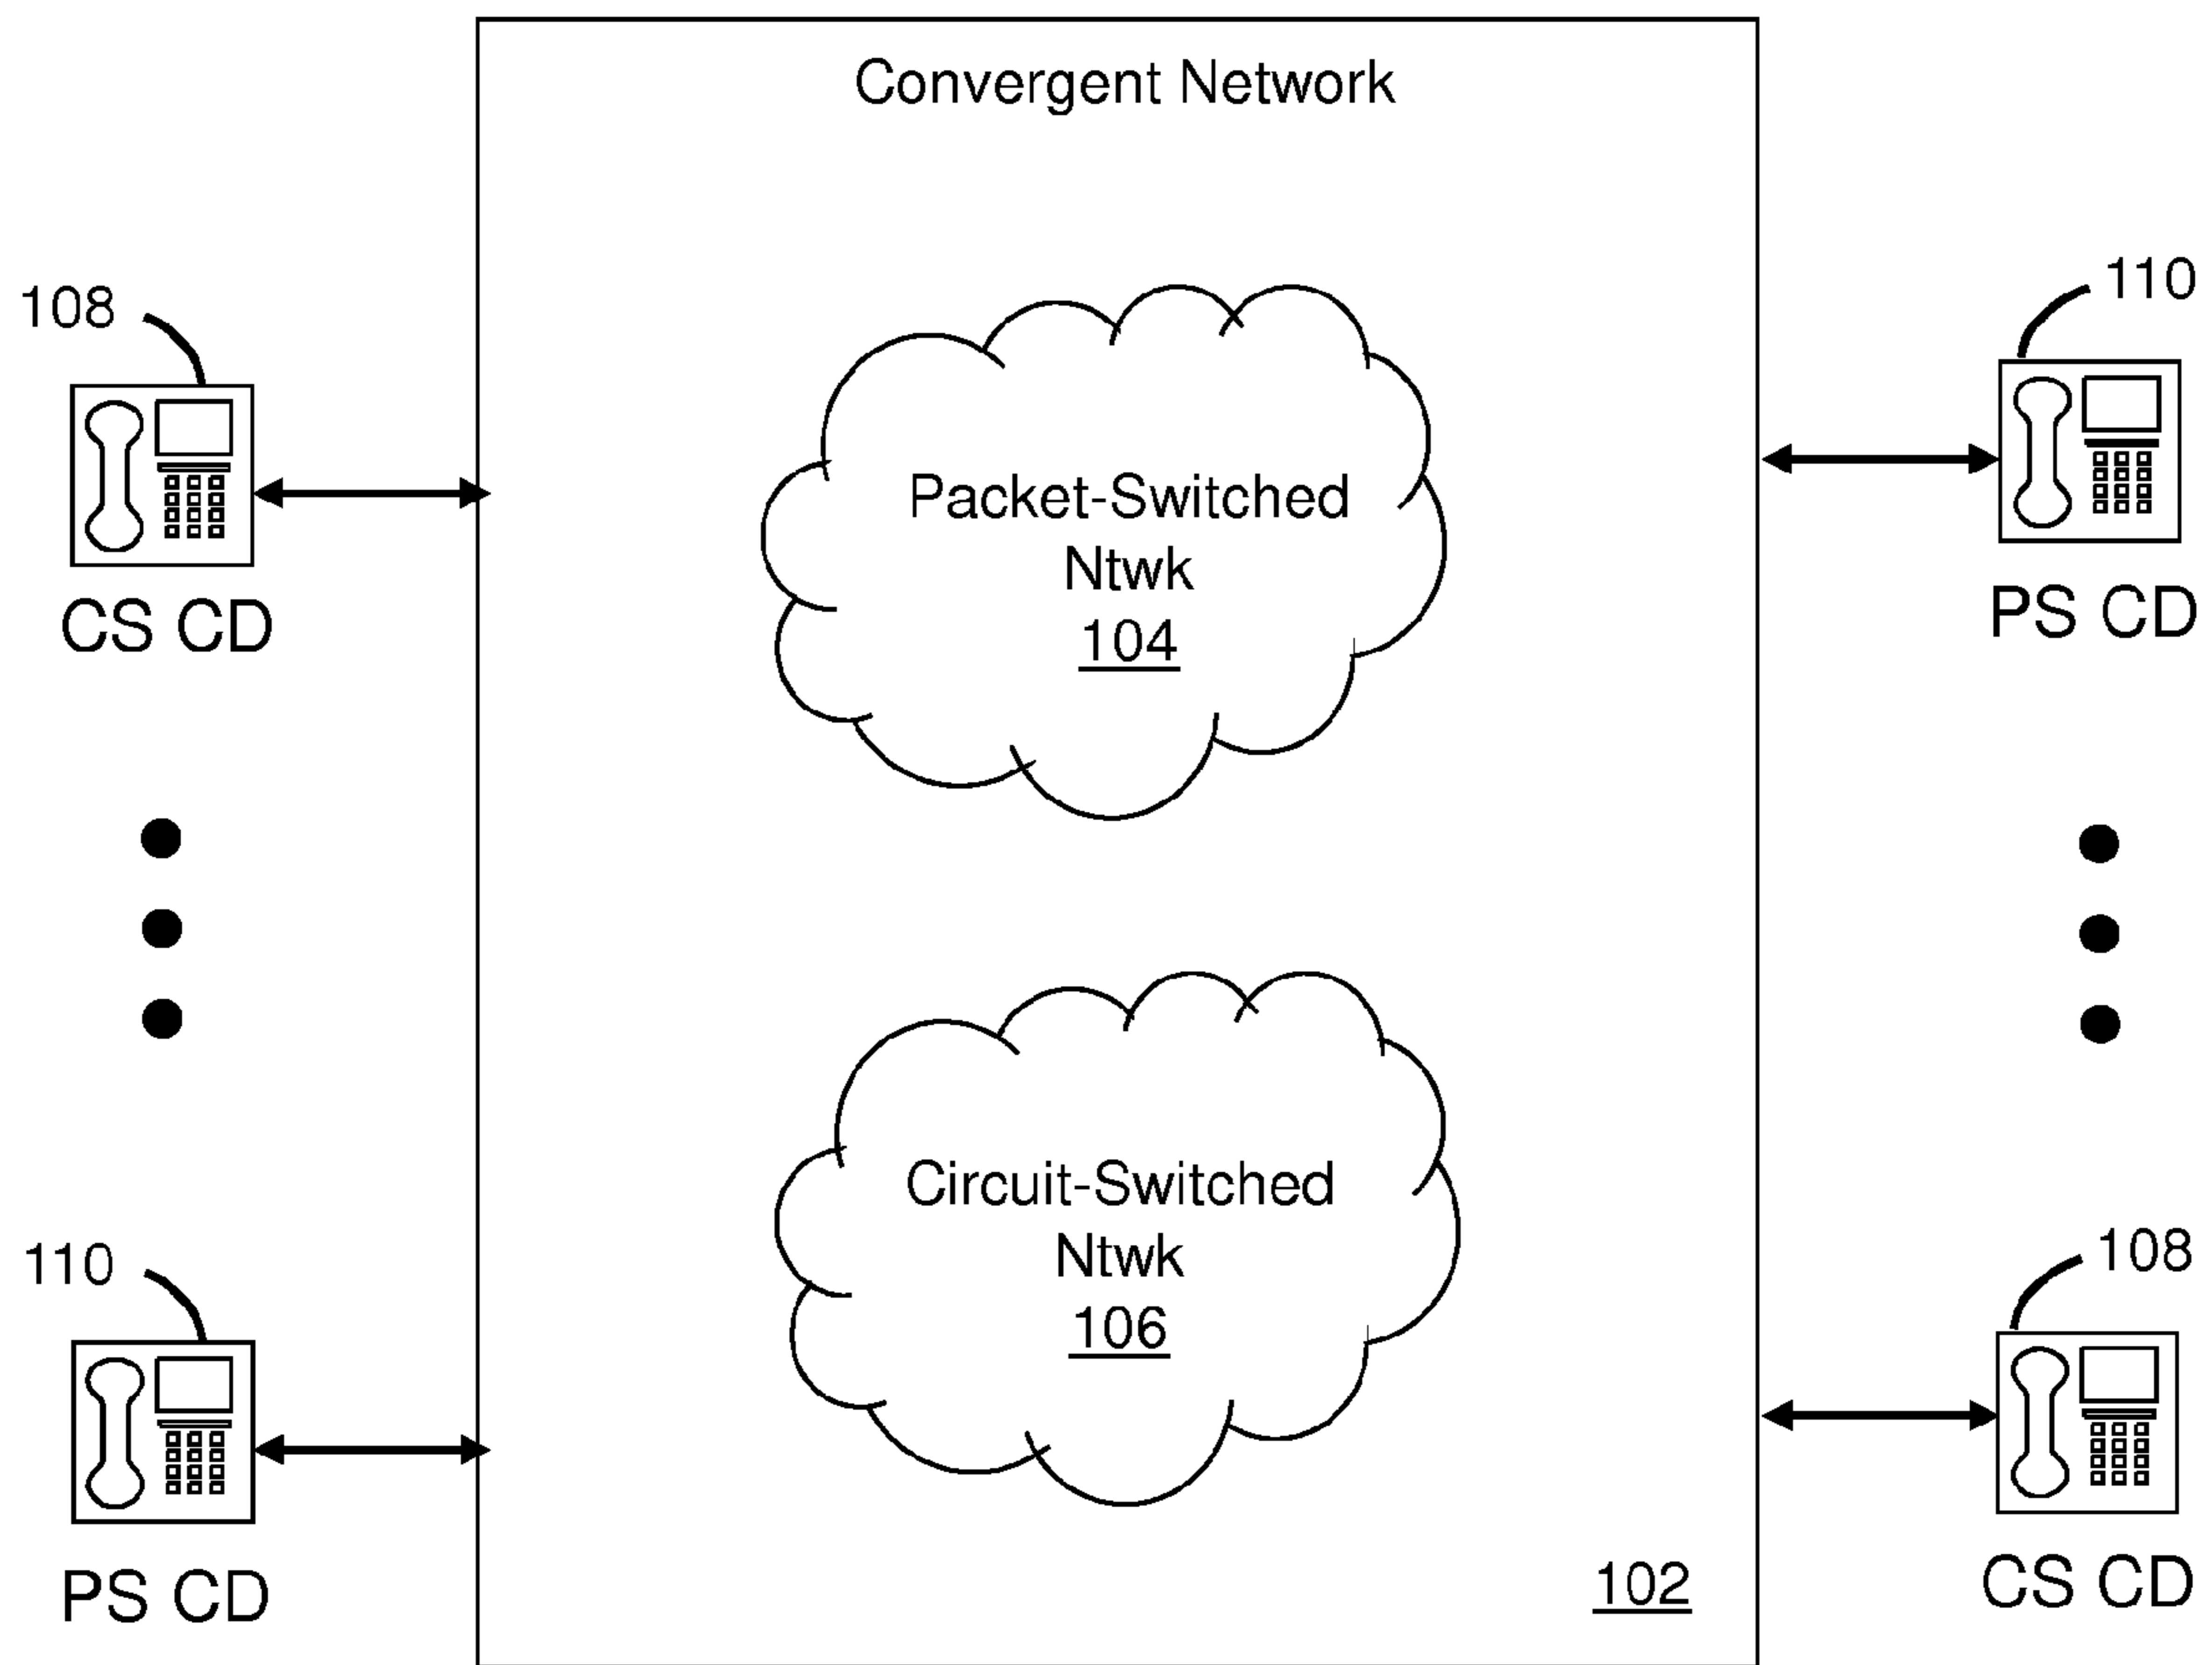 Convergent Network
108
CS CD
110
PS CD
Packet-Switched
Ntwk
104
Circuit-Switched
Ntwk
106
110
PS CD
108
CS CD
102